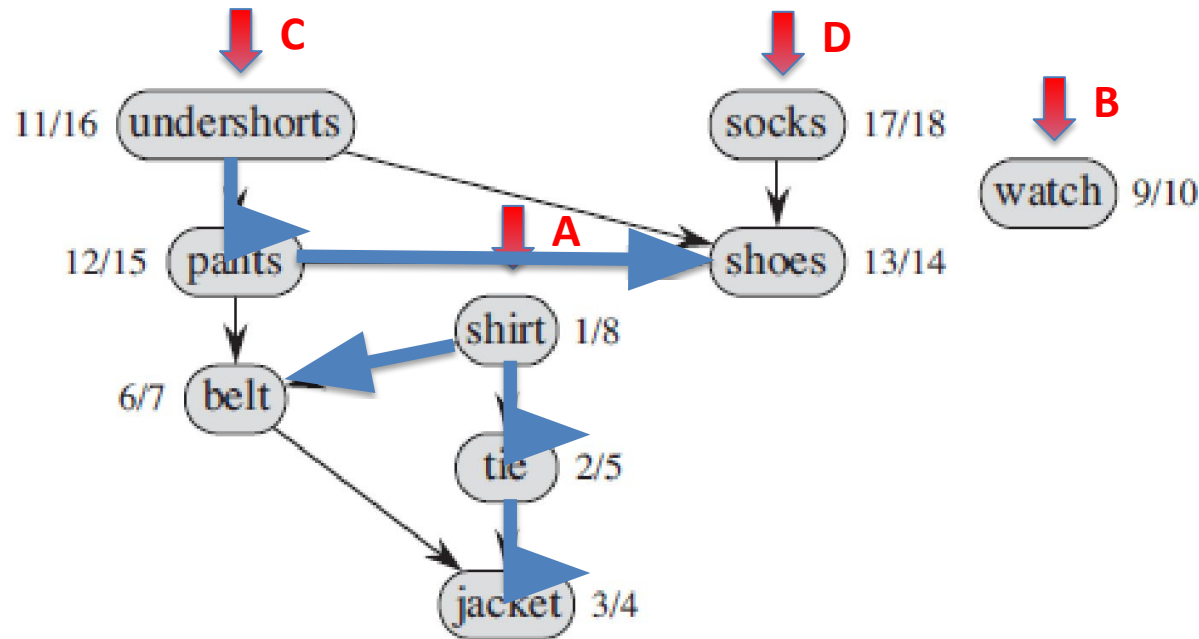 C
D
B
11/16 undershorts
socks 17/18
watch 9/10
A
12/15 pants
shoes 13/14
shirt 1/8
6/7 belt
tie 2/5
jacket 3/4